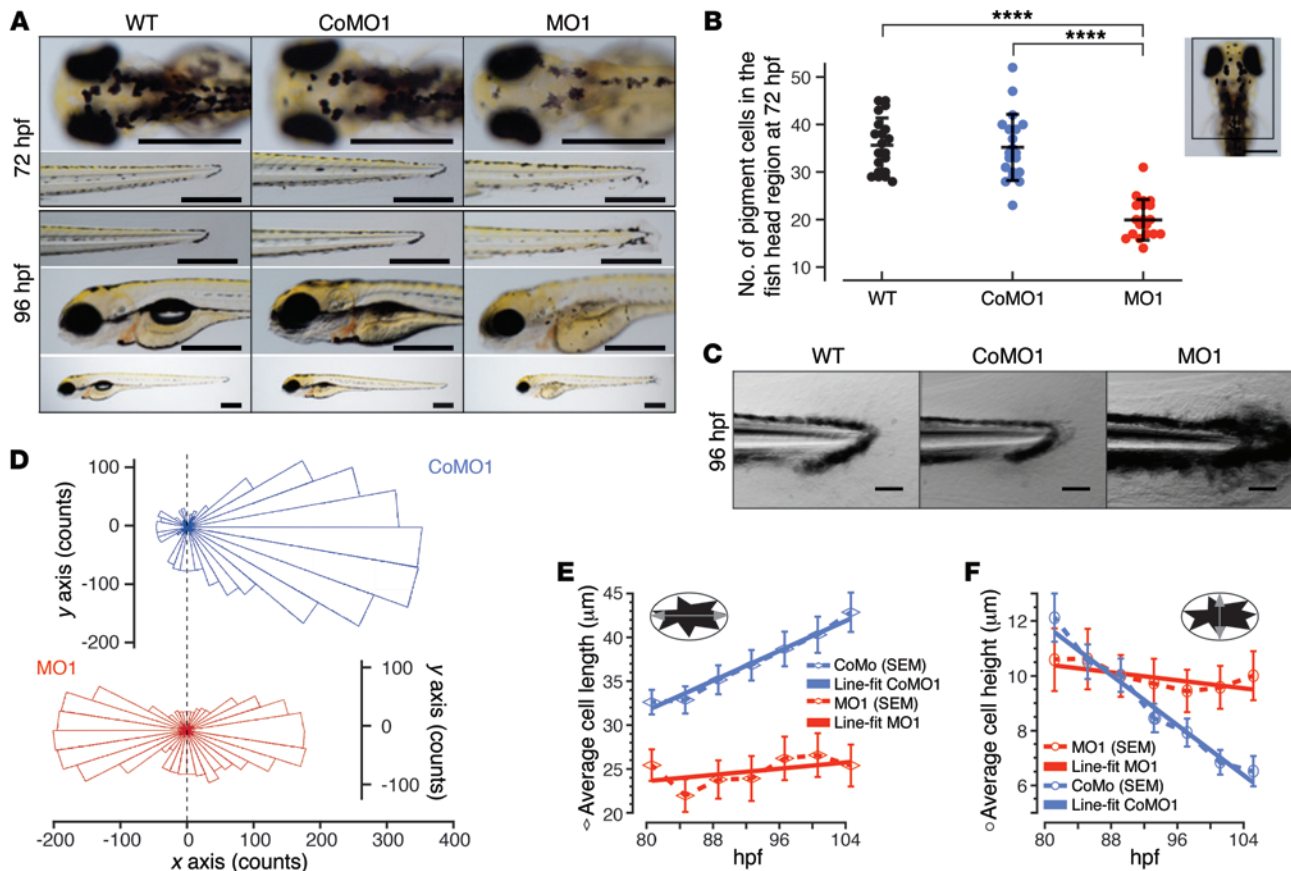 A
WT
CoMO1
MO1
72 hpf
96 hpf
B
****
****
No. of pigment cells in the
fish head region at 72 hpf
50
40
30
20
10
WT
CoMO1
MO1
C
WT
CoMO1
MO1
96 hpf
D
CoMO1
y axis (counts)
100
0
-100
-200
MO1
y axis (counts)
100
0
-100
-200
-100
0
100
200
300
400
x axis (counts)
E
◊Average cell length (μm)
45
40
35
30
25
20
CoMo (SEM)
Line-fit CoMO1
MO1 (SEM)
Line-fit MO1
80
88
96
104
hpf
F
○Average cell height (μm)
12
10
8
6
MO1 (SEM)
Line-fit MO1
CoMo (SEM)
Line-fit CoMO1
80
88
96
104
hpf